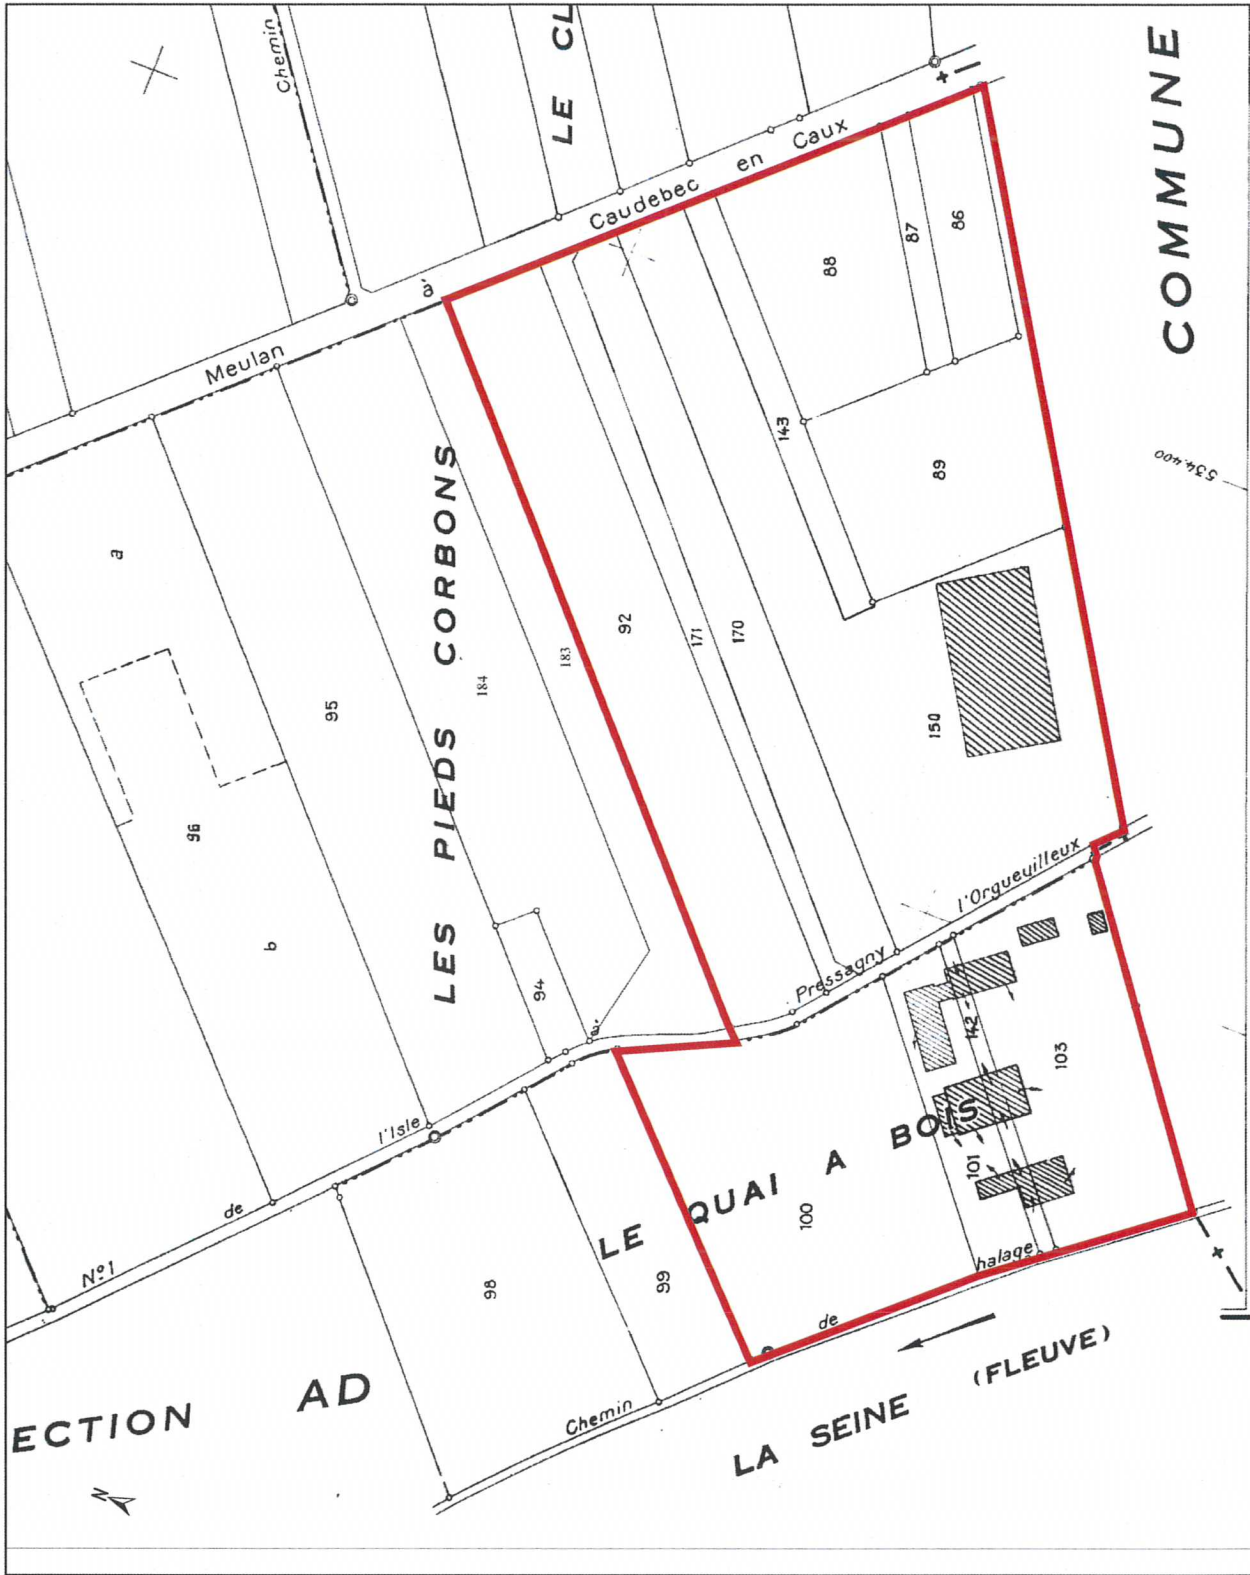 Chemin
LE CL
COMMUNE
Meulan à Caudebec en Caux
88
87
86
143
89
534.400
a
LES PIEDS CORBONS
92
171
170
183
184
95
150
96
b
94
N°1 de l'Isle à Pressagny l'Orgueuilleux
142
103
101
LE QUAI A BOIS
100
99
98
Chemin de halage
LA SEINE (FLEUVE)
ECTION AD
N